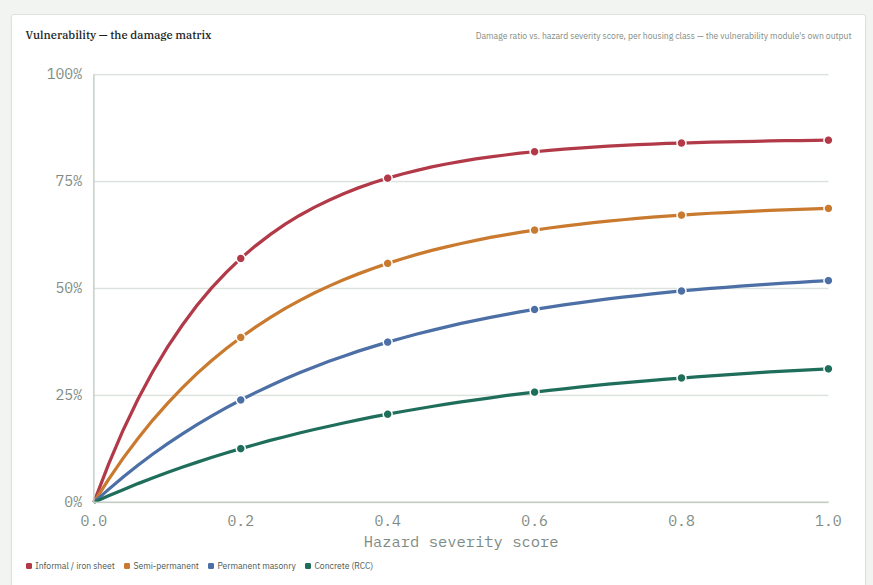 Vulnerability — the damage matrix
Damage ratio vs. hazard severity score, per housing class — the vulnerability module's own output
100%
75%
50%
25%
0%
0.0 0.2 0.4 0.6 0.8 1.0
Hazard severity score
Informal / iron sheet Semi-permanent Permanent masonry Concrete (RCC)